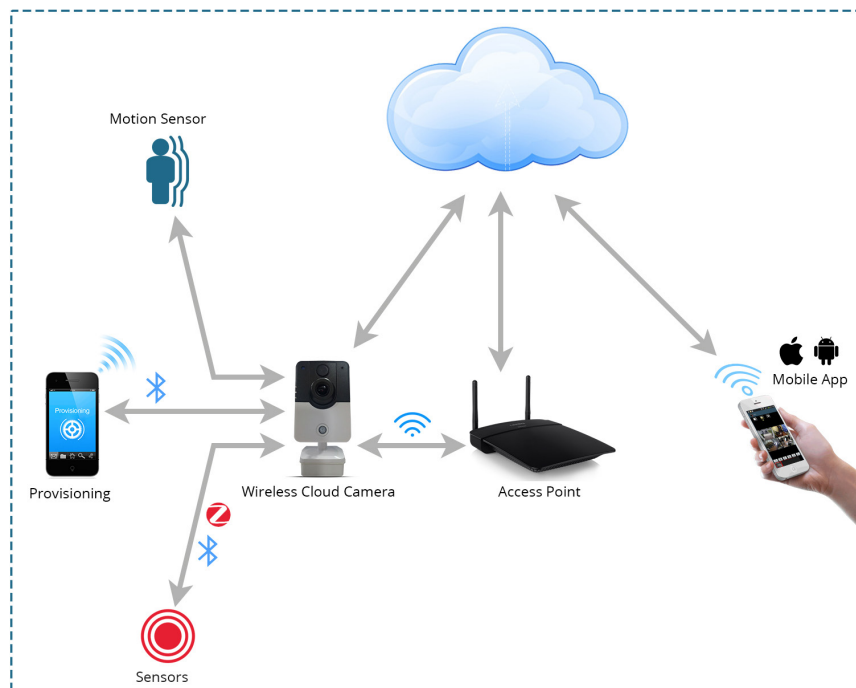 Motion Sensor
Mobile App
Provisioning
Provisioning
Wireless Cloud Camera
Access Point
Sensors